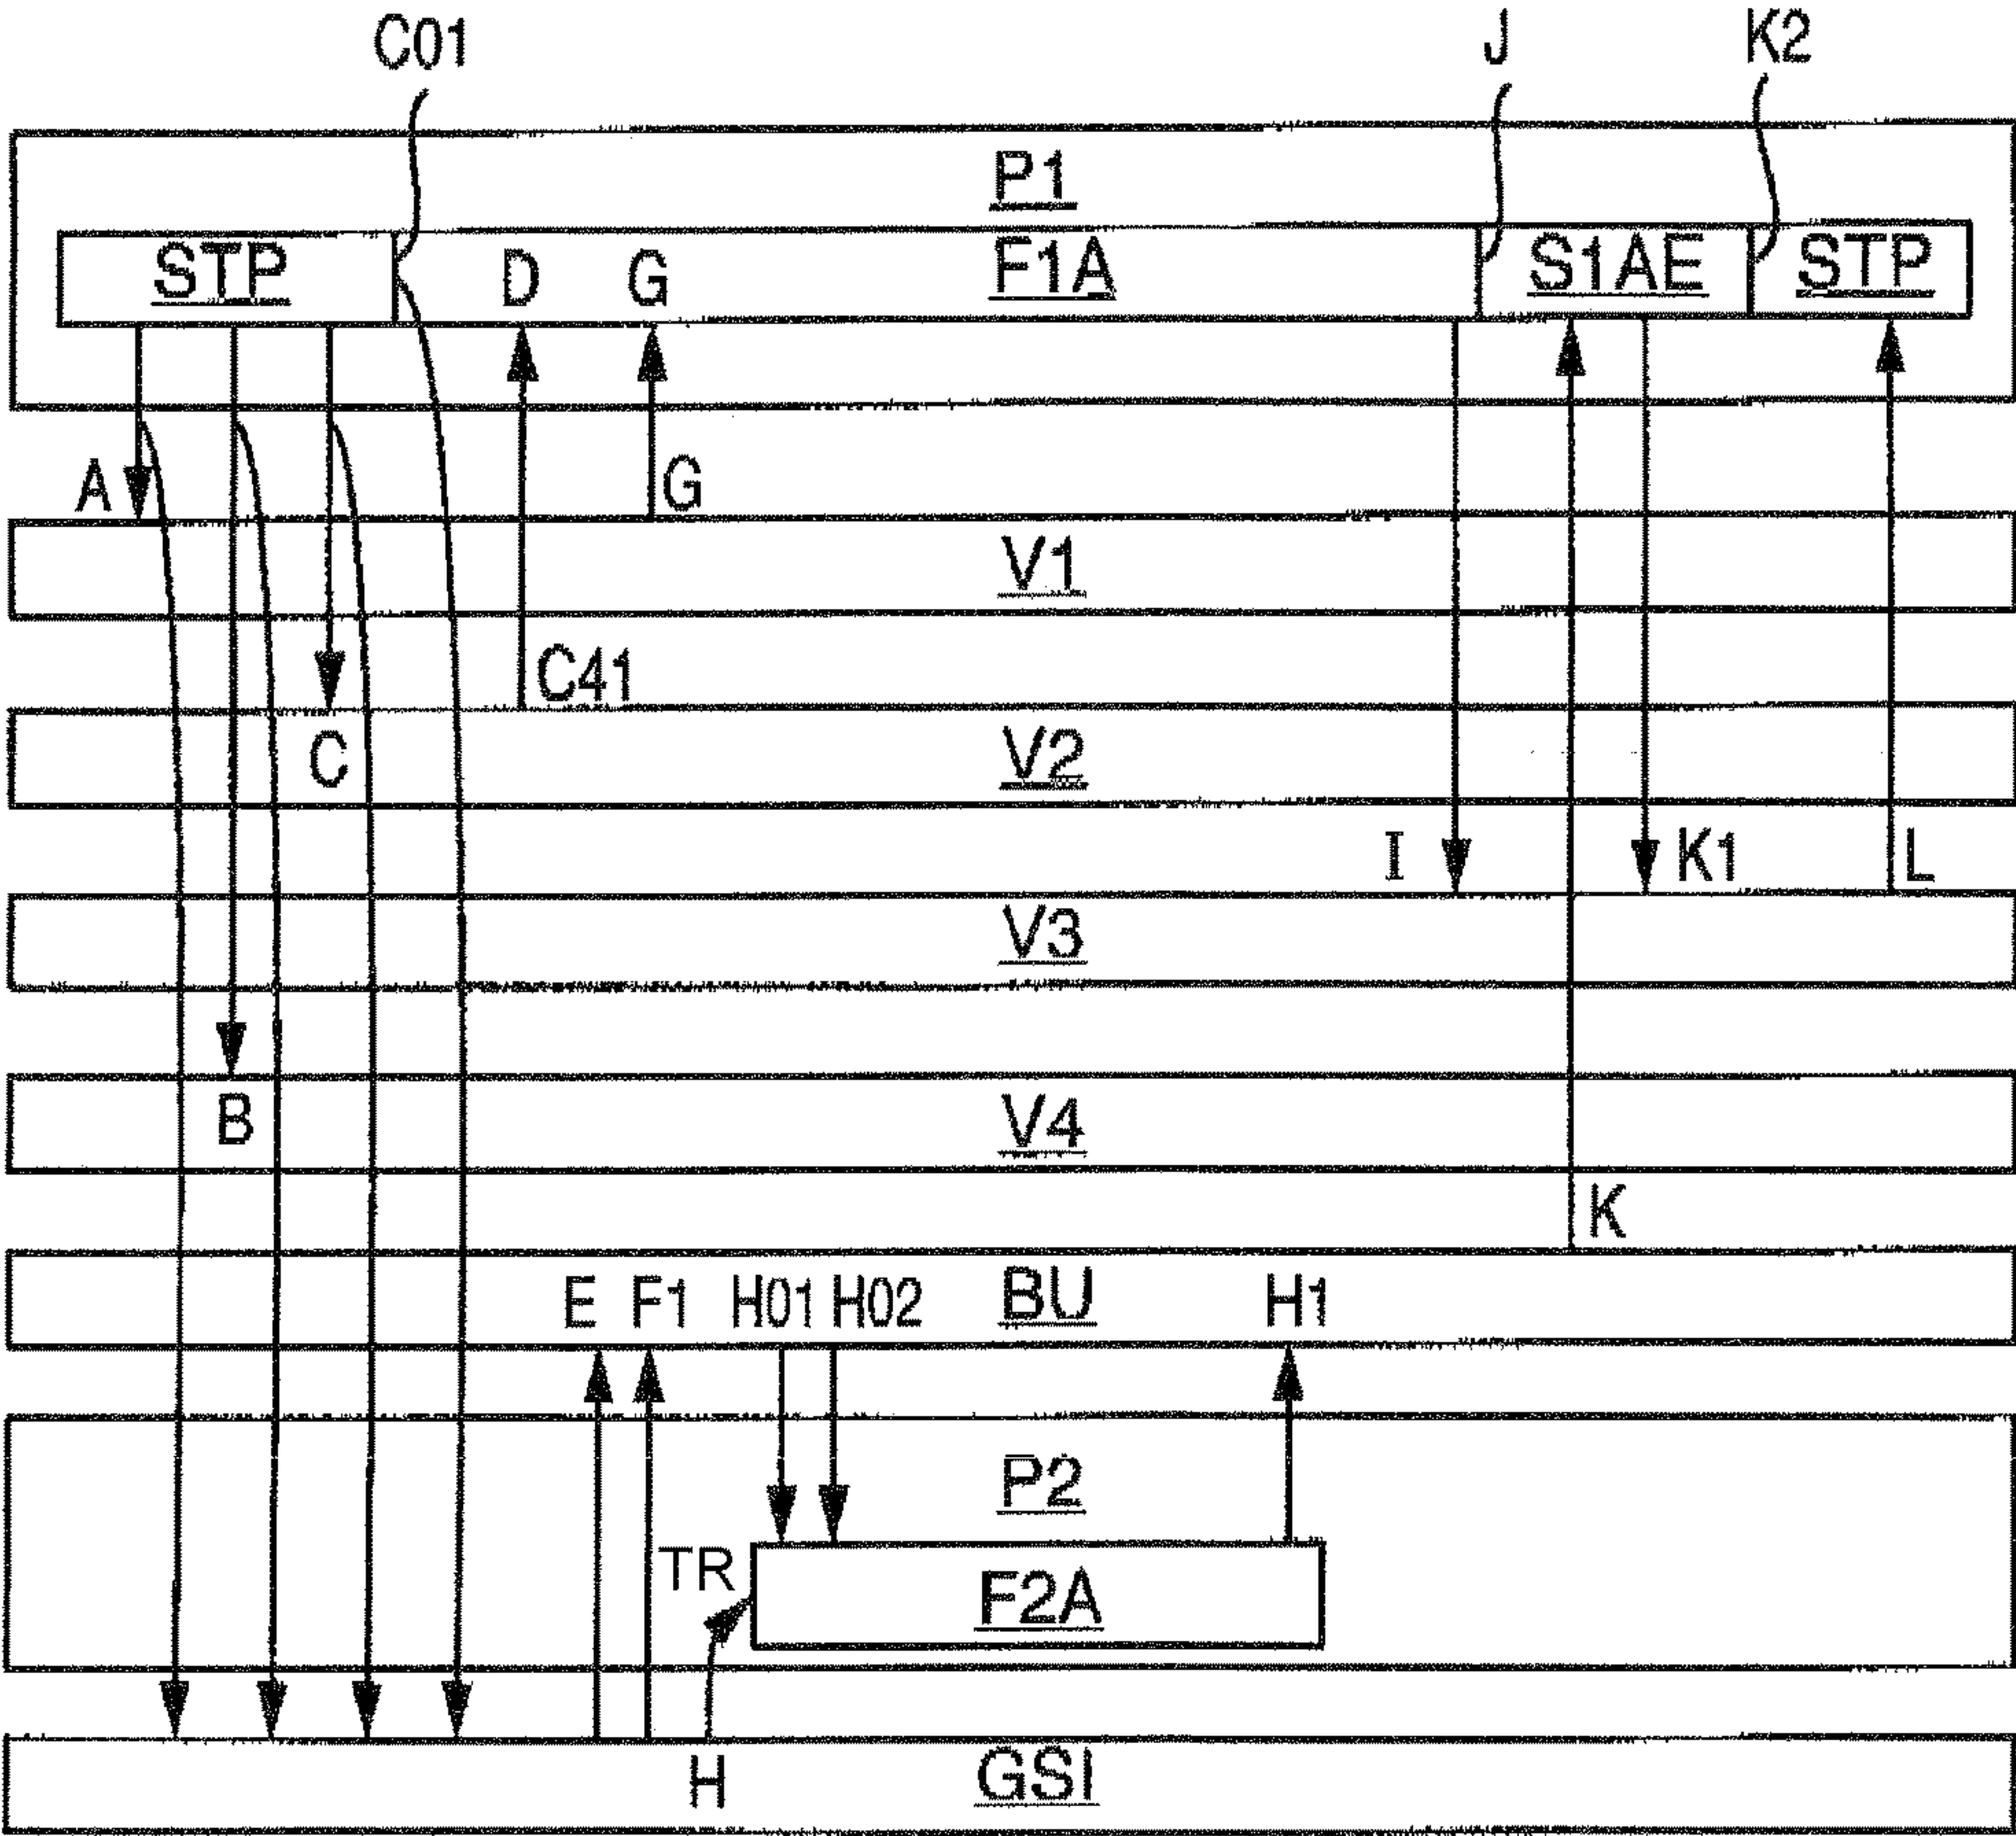 C01 J K2
P1
STP D G F1A S1AE STP
A G
V1
C41
C V2
I K1 L
V3
B V4
K
E F1 H01 H02 BU H1
P2
TR F2A
H GSI